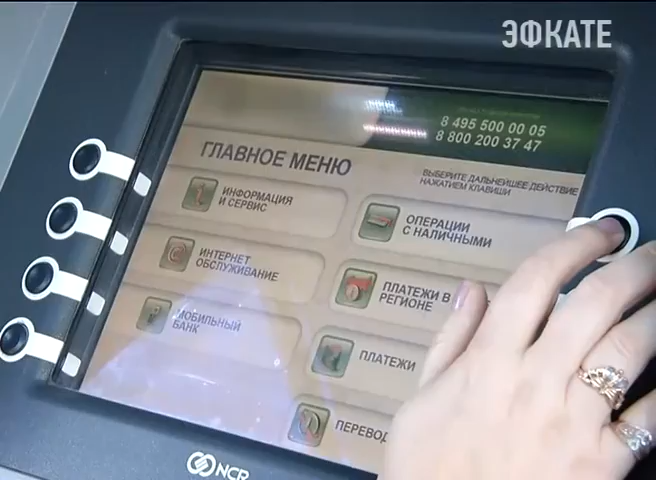 ЭФКАТЕ
8 495 500 00 05
8 800 200 37 47
ГЛАВНОЕ МЕНЮ
ВЫБЕРИТЕ ДАЛЬНЕЙШЕЕ ДЕЙСТВИЕ
НАЖАТИЕМ КЛАВИШИ
ИНФОРМАЦИЯ
И СЕРВИС
ОПЕРАЦИИ
С НАЛИЧНЫМИ
ИНТЕРНЕТ
ОБСЛУЖИВАНИЕ
ПЛАТЕЖИ В
РЕГИОНЕ
МОБИЛЬНЫЙ
БАНК
ПЛАТЕЖИ
ПЕРЕВОД
NCR